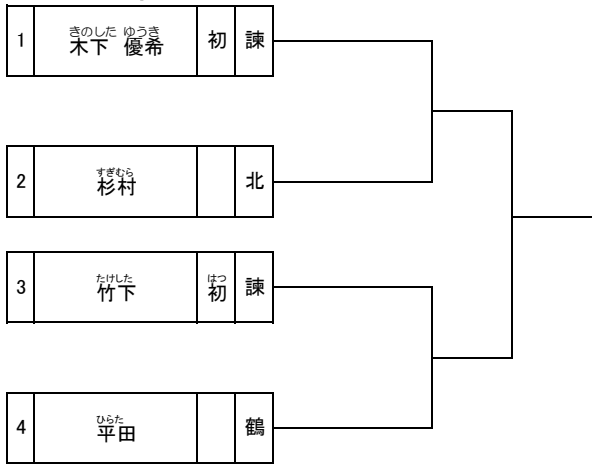 1 きのした ゆうき 木下 優希 初 諫
2 すぎむら 杉村 北
3 たけした 竹下 はつ 初 諫
4 ひらた 平田 鶴